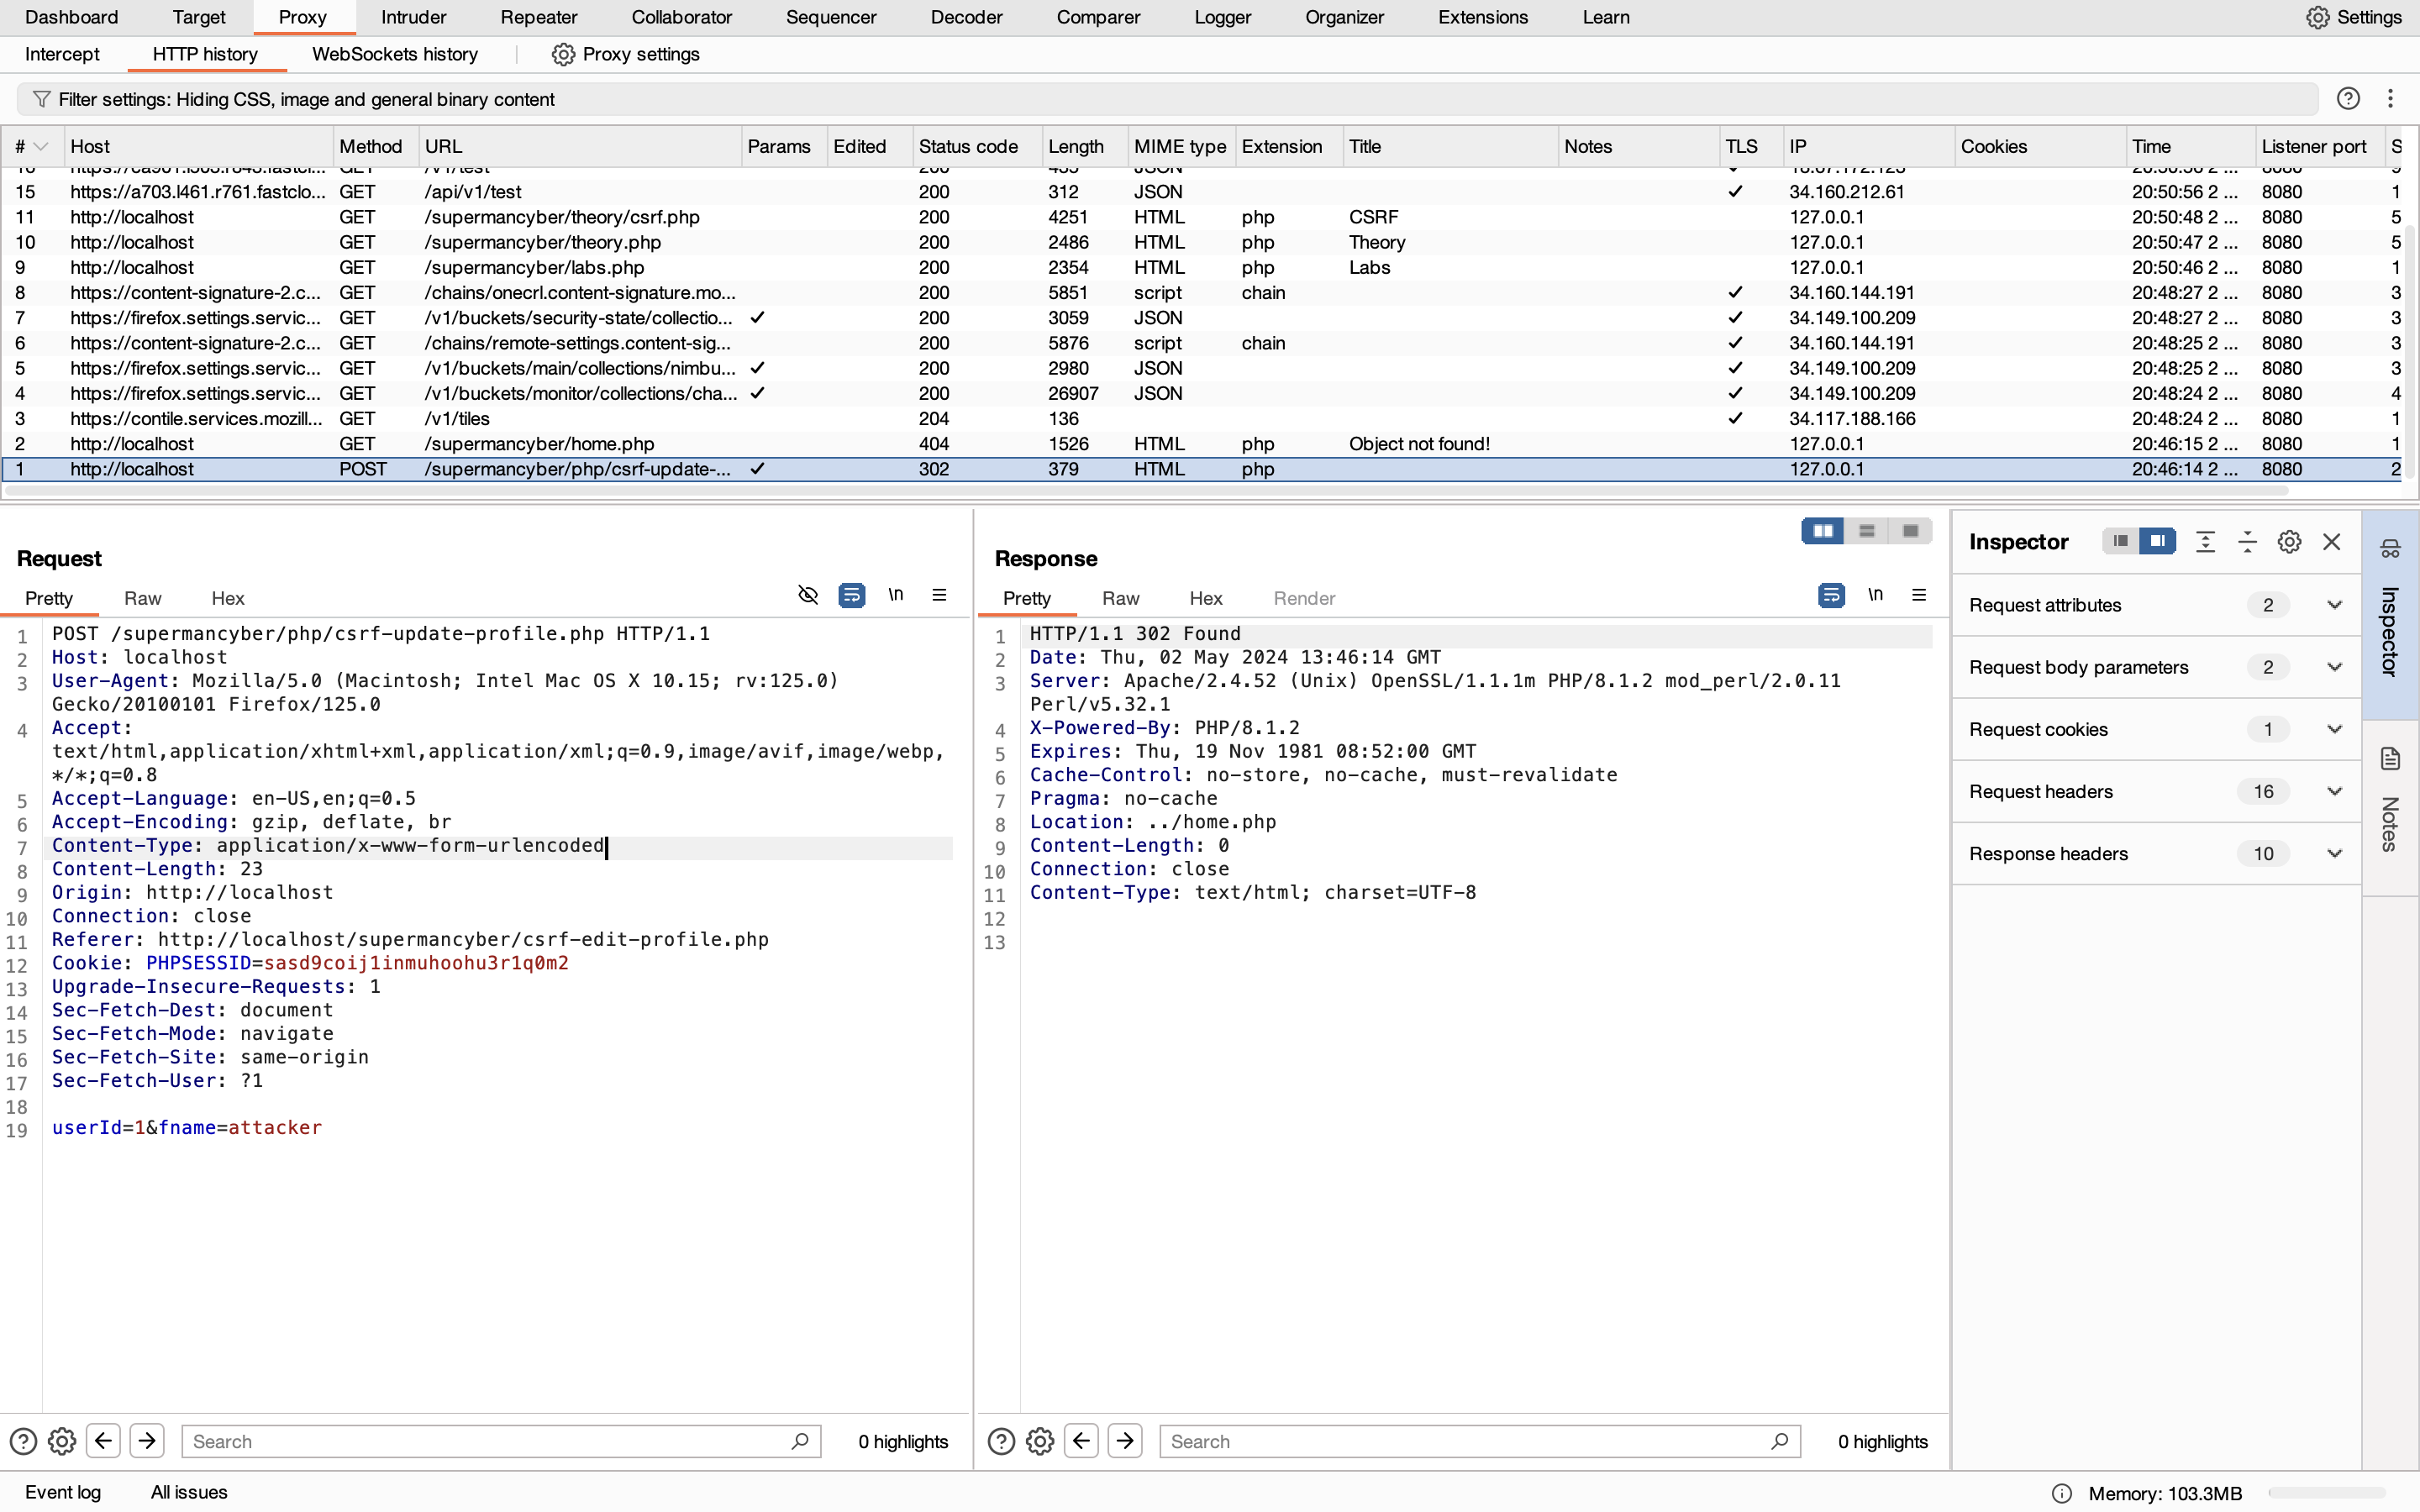 Dashboard Target Proxy Intruder Repeater Collaborator Sequencer Decoder Comparer Logger Organizer Extensions Learn Settings
Intercept HTTP history WebSockets history Proxy settings
Filter settings: Hiding CSS, image and general binary content
# Host Method URL Params Edited Status code Length MIME type Extension Title Notes TLS IP Cookies Time Listener port S
15 https://a703.l461.r761.fastclo... GET /api/v1/test 200 312 JSON ✓ 34.160.212.61 20:50:56 2 ... 8080 1
11 http://localhost GET /supermancyber/theory/csrf.php 200 4251 HTML php CSRF 127.0.0.1 20:50:48 2 ... 8080 5
10 http://localhost GET /supermancyber/theory.php 200 2486 HTML php Theory 127.0.0.1 20:50:47 2 ... 8080 5
9 http://localhost GET /supermancyber/labs.php 200 2354 HTML php Labs 127.0.0.1 20:50:46 2 ... 8080 1
8 https://content-signature-2.c... GET /chains/onecrl.content-signature.mo... 200 5851 script chain ✓ 34.160.144.191 20:48:27 2 ... 8080 3
7 https://firefox.settings.servic... GET /v1/buckets/security-state/collectio... ✓ 200 3059 JSON ✓ 34.149.100.209 20:48:27 2 ... 8080 3
6 https://content-signature-2.c... GET /chains/remote-settings.content-sig... 200 5876 script chain ✓ 34.160.144.191 20:48:25 2 ... 8080 3
5 https://firefox.settings.servic... GET /v1/buckets/main/collections/nimbu... ✓ 200 2980 JSON ✓ 34.149.100.209 20:48:25 2 ... 8080 3
4 https://firefox.settings.servic... GET /v1/buckets/monitor/collections/cha... ✓ 200 26907 JSON ✓ 34.149.100.209 20:48:24 2 ... 8080 4
3 https://contile.services.mozill... GET /v1/tiles 204 136 ✓ 34.117.188.166 20:48:24 2 ... 8080 1
2 http://localhost GET /supermancyber/home.php 404 1526 HTML php Object not found! 127.0.0.1 20:46:15 2 ... 8080 1
1 http://localhost POST /supermancyber/php/csrf-update-... ✓ 302 379 HTML php 127.0.0.1 20:46:14 2 ... 8080 2
Request
Pretty Raw Hex \n
1 POST /supermancyber/php/csrf-update-profile.php HTTP/1.1
2 Host: localhost
3 User-Agent: Mozilla/5.0 (Macintosh; Intel Mac OS X 10.15; rv:125.0)
Gecko/20100101 Firefox/125.0
4 Accept:
text/html,application/xhtml+xml,application/xml;q=0.9,image/avif,image/webp,
*/*;q=0.8
5 Accept-Language: en-US,en;q=0.5
6 Accept-Encoding: gzip, deflate, br
7 Content-Type: application/x-www-form-urlencoded
8 Content-Length: 23
9 Origin: http://localhost
10 Connection: close
11 Referer: http://localhost/supermancyber/csrf-edit-profile.php
12 Cookie: PHPSESSID=sasd9coij1inmuhoohu3r1q0m2
13 Upgrade-Insecure-Requests: 1
14 Sec-Fetch-Dest: document
15 Sec-Fetch-Mode: navigate
16 Sec-Fetch-Site: same-origin
17 Sec-Fetch-User: ?1
18
19 userId=1&fname=attacker
Search 0 highlights
Response
Pretty Raw Hex Render \n
1 HTTP/1.1 302 Found
2 Date: Thu, 02 May 2024 13:46:14 GMT
3 Server: Apache/2.4.52 (Unix) OpenSSL/1.1.1m PHP/8.1.2 mod_perl/2.0.11
Perl/v5.32.1
4 X-Powered-By: PHP/8.1.2
5 Expires: Thu, 19 Nov 1981 08:52:00 GMT
6 Cache-Control: no-store, no-cache, must-revalidate
7 Pragma: no-cache
8 Location: ../home.php
9 Content-Length: 0
10 Connection: close
11 Content-Type: text/html; charset=UTF-8
12
13
Search 0 highlights
Inspector
Request attributes 2
Request body parameters 2
Request cookies 1
Request headers 16
Response headers 10
Inspector
Notes
Event log All issues Memory: 103.3MB